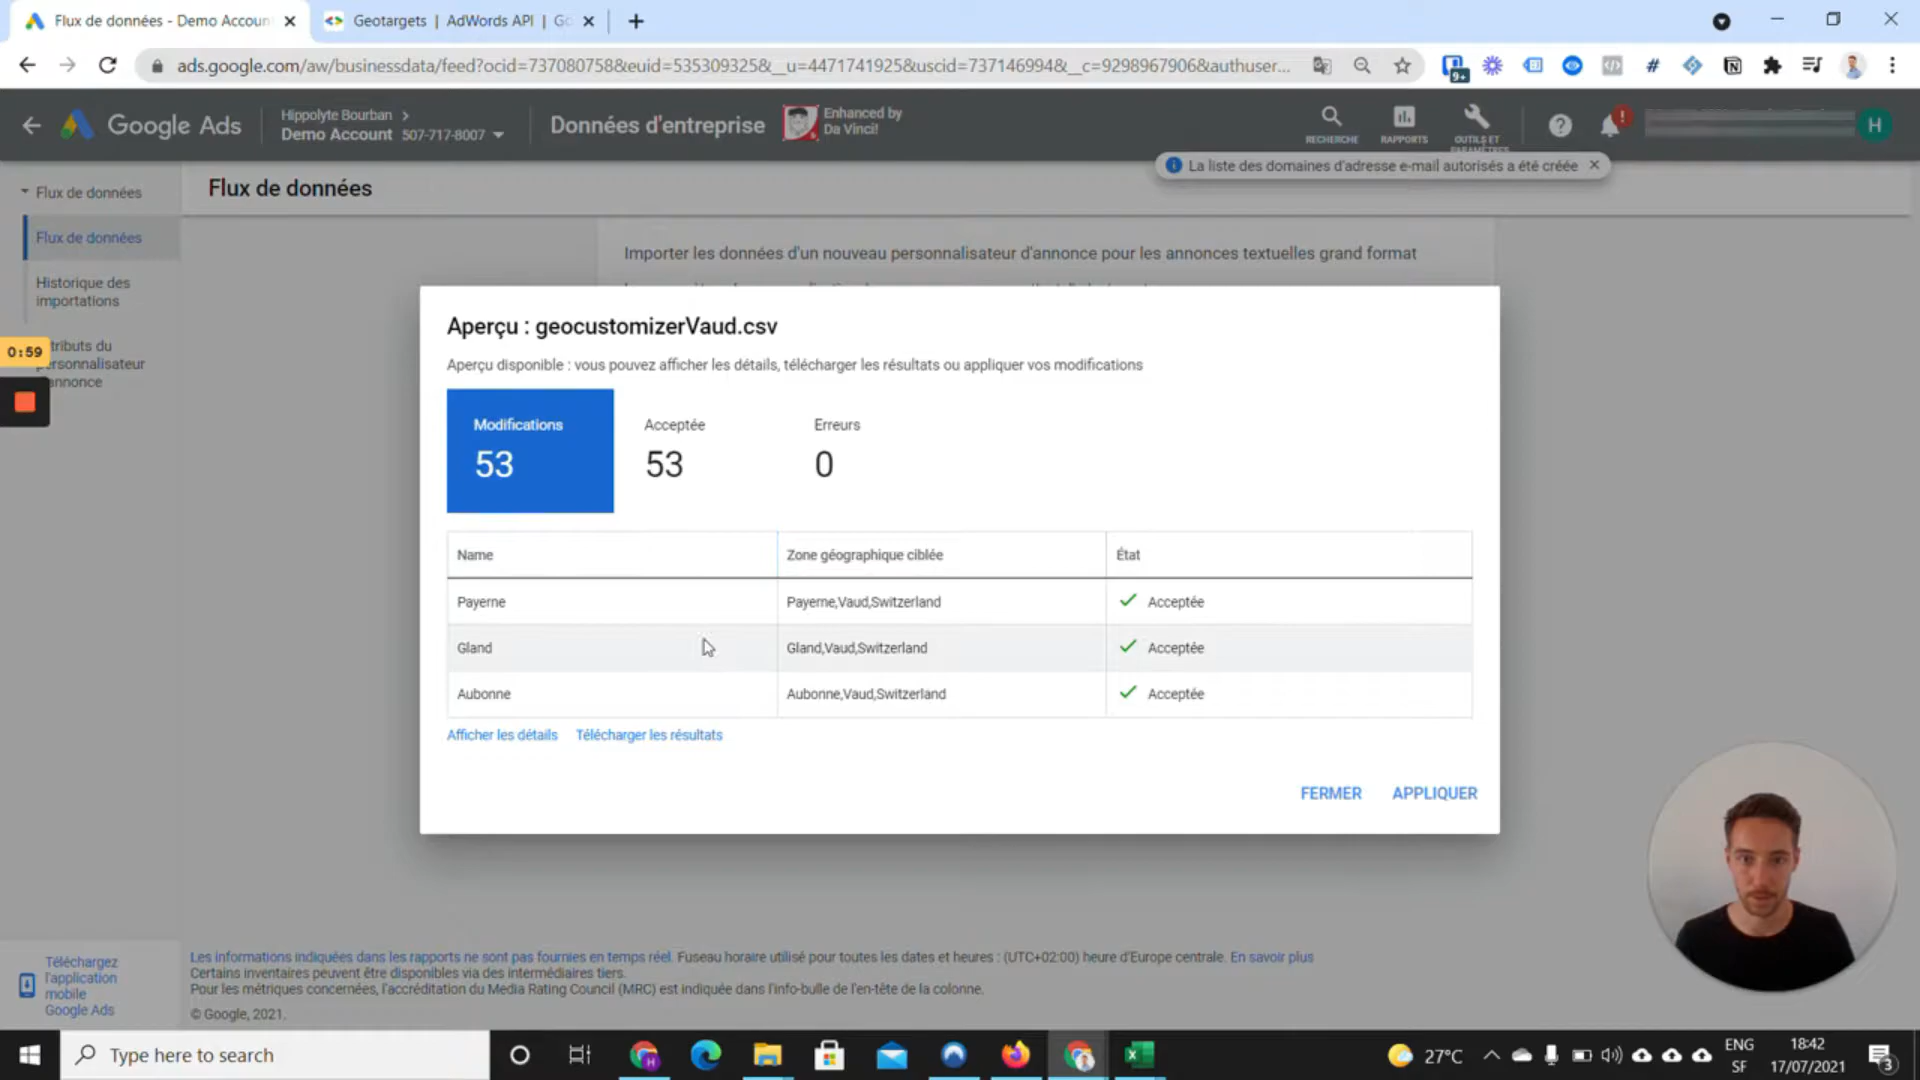 Flux de données - Demo Accoun
Geotargets | AdWords API | Go
ads.google.com/aw/businessdata/feed?ocid=737080758&euid=535309325&__u=4471741925&uscid=737146994&__c=9298967906&authuser...
9+
Google Ads
Hippolyte Bourban
Demo Account 507-717-8007
Données d'entreprise
Enhanced by
Da Vinci!
RECHERCHE
RAPPORTS
OUTILS ET
PARAMÈTRES
H
La liste des domaines d'adresse e-mail autorisés a été créée
Flux de données
Flux de données
Flux de données
Historique des
importations
tributs du
personnalisateur
annonce
0:59
Importer les données d'un nouveau personnalisateur d'annonce pour les annonces textuelles grand format
Aperçu : geocustomizerVaud.csv
Aperçu disponible : vous pouvez afficher les détails, télécharger les résultats ou appliquer vos modifications
Modifications
53
Acceptée
53
Erreurs
0
Name Zone géographique ciblée État
Payerne Payerne,Vaud,Switzerland Acceptée
Gland Gland,Vaud,Switzerland Acceptée
Aubonne Aubonne,Vaud,Switzerland Acceptée
Afficher les détails Télécharger les résultats
FERMER APPLIQUER
Téléchargez
l'application
mobile
Google Ads
Les informations indiquées dans les rapports ne sont pas fournies en temps réel. Fuseau horaire utilisé pour toutes les dates et heures : (UTC+02:00) heure d'Europe centrale. En savoir plus
Certains inventaires peuvent être disponibles via des intermédiaires tiers.
Pour les métriques concernées, l'accréditation du Media Rating Council (MRC) est indiquée dans l'info-bulle de l'en-tête de la colonne.
© Google, 2021.
Type here to search
27°C
ENG
SF
18:42
17/07/2021
3